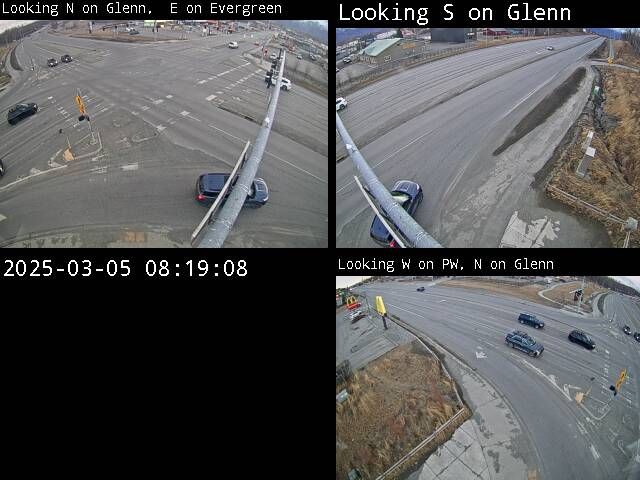 Looking N on Glenn, E on Evergreen
Looking S on Glenn
2025-03-05 08:19:08
Looking W on PW, N on Glenn